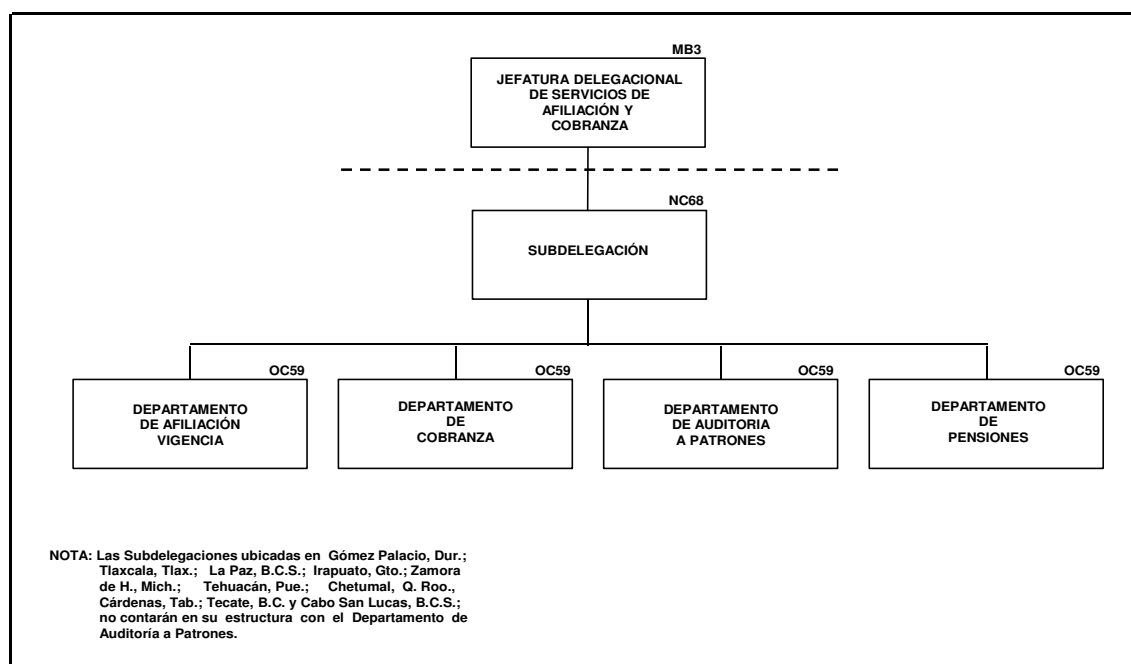 MB3
JEFATURA DELEGACIONAL
DE SERVICIOS DE
AFILIACIÓN Y
COBRANZA
NC68
SUBDELEGACIÓN
OC59
DEPARTAMENTO
DE AFILIACIÓN
VIGENCIA
OC59
DEPARTAMENTO
DE
COBRANZA
OC59
DEPARTAMENTO
DE AUDITORIA
A PATRONES
OC59
DEPARTAMENTO
DE
PENSIONES
NOTA: Las Subdelegaciones ubicadas en Gómez Palacio, Dur.;
Tlaxcala, Tlax.; La Paz, B.C.S.; Irapuato, Gto.; Zamora
de H., Mich.; Tehuacán, Pue.; Chetumal, Q. Roo.,
Cárdenas, Tab.; Tecate, B.C. y Cabo San Lucas, B.C.S.;
no contarán en su estructura con el Departamento de
Auditoría a Patrones.